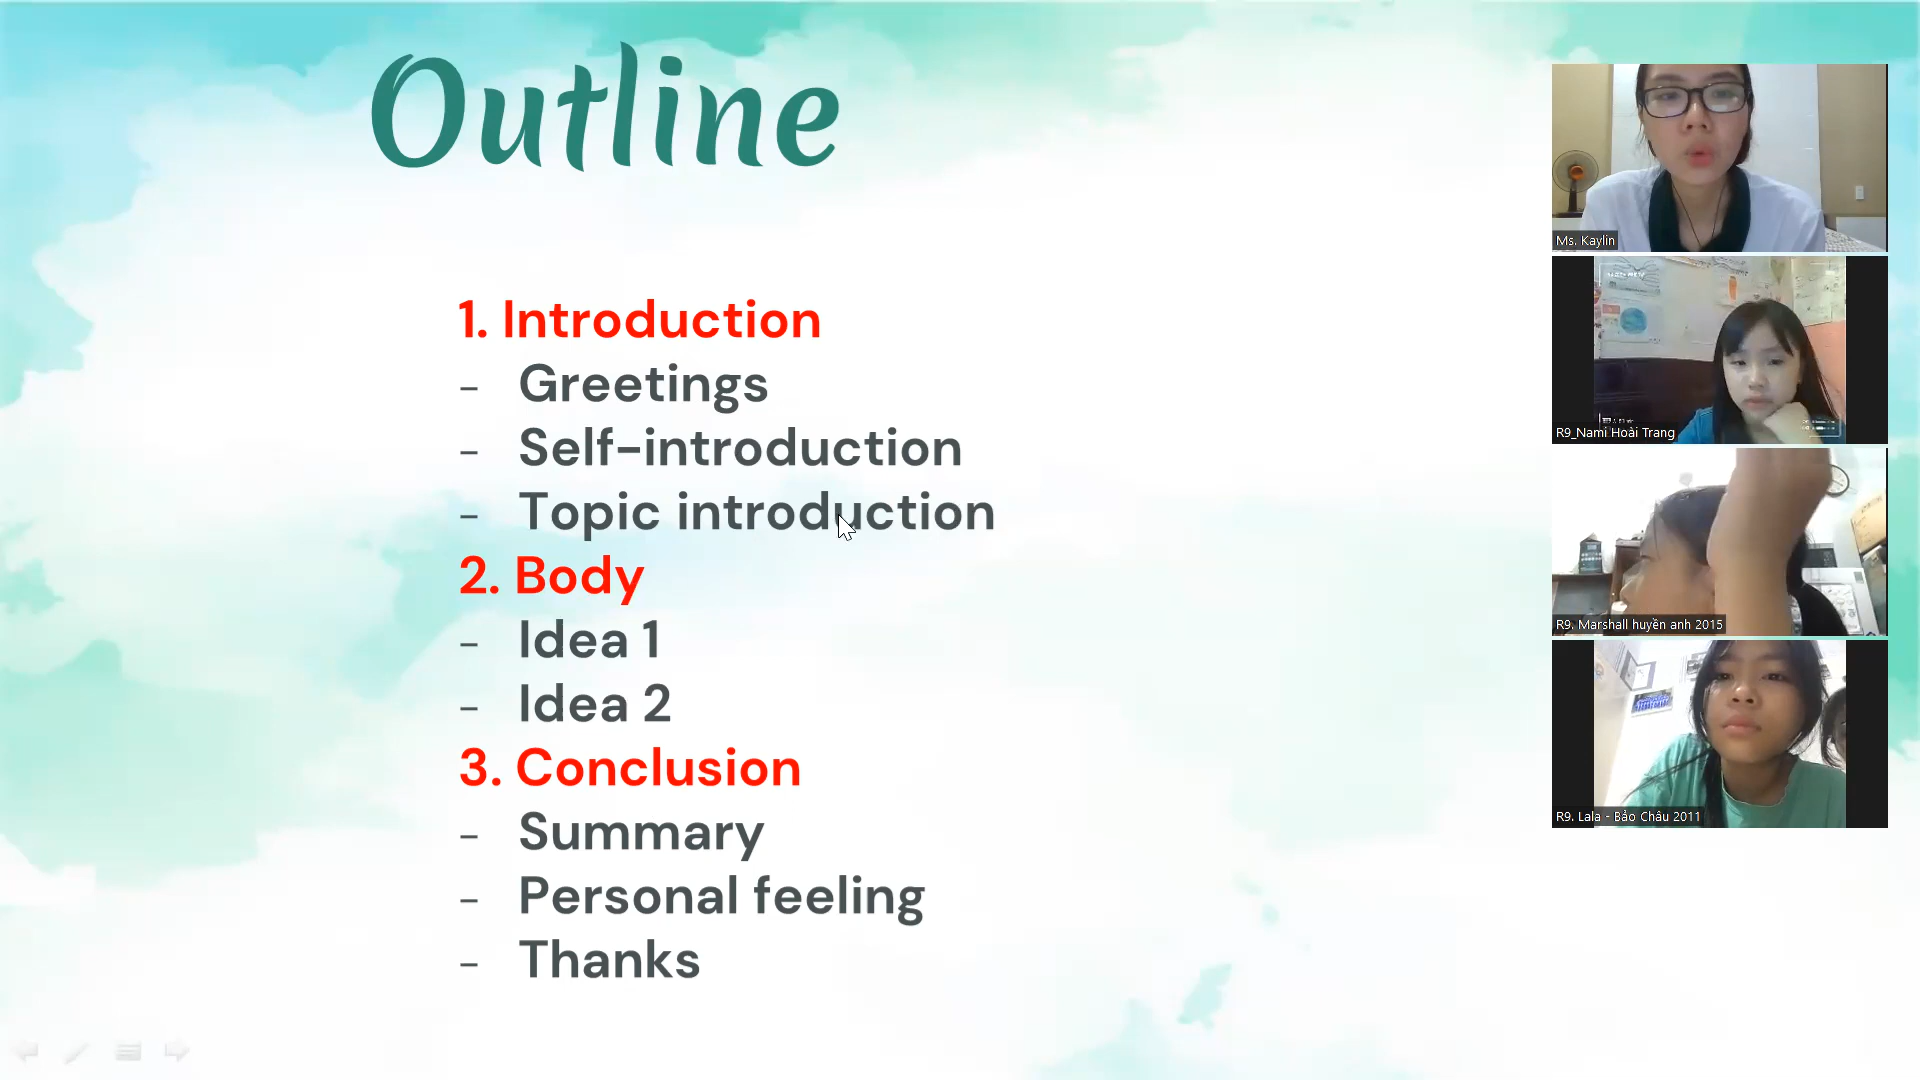 Outline
1. Introduction
- Greetings
- Self-introduction
- Topic introduction
2. Body
- Idea 1
- Idea 2
3. Conclusion
- Summary
- Personal feeling
- Thanks
Ms. Kaylin
R9_Nami Hoài Trang
R9. Marshall huyền anh 2015
R9. Lala - Bảo Châu 2011